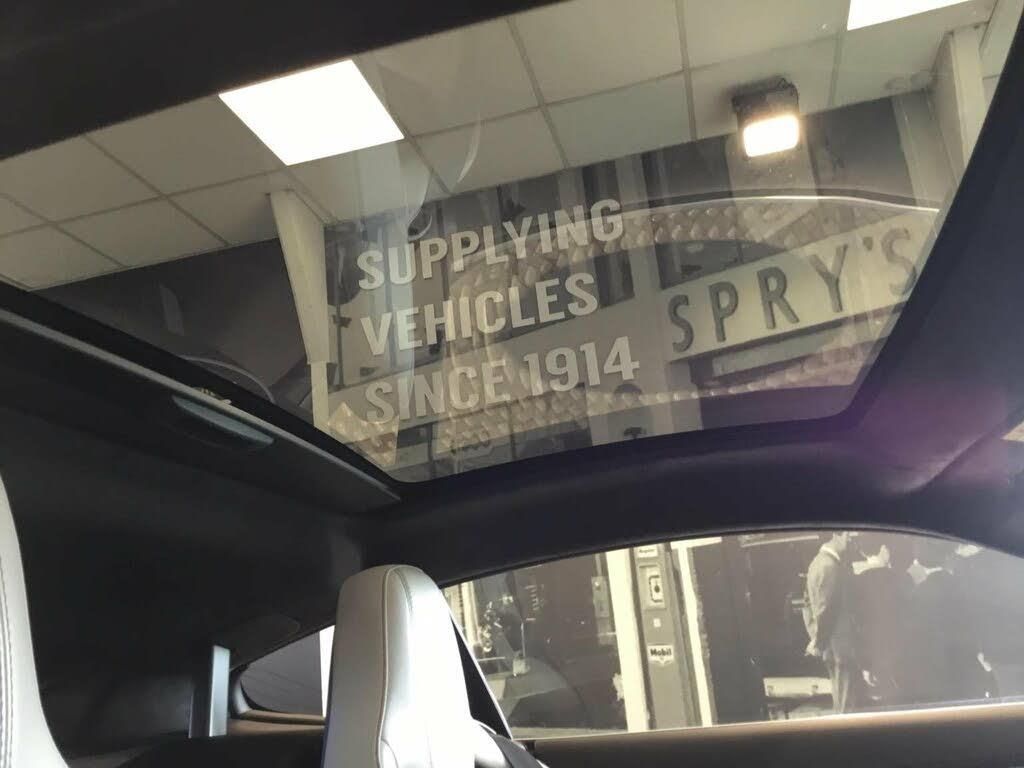 SUPPLYING
VEHICLES
SINCE 1914
SPRY'S
Mobil